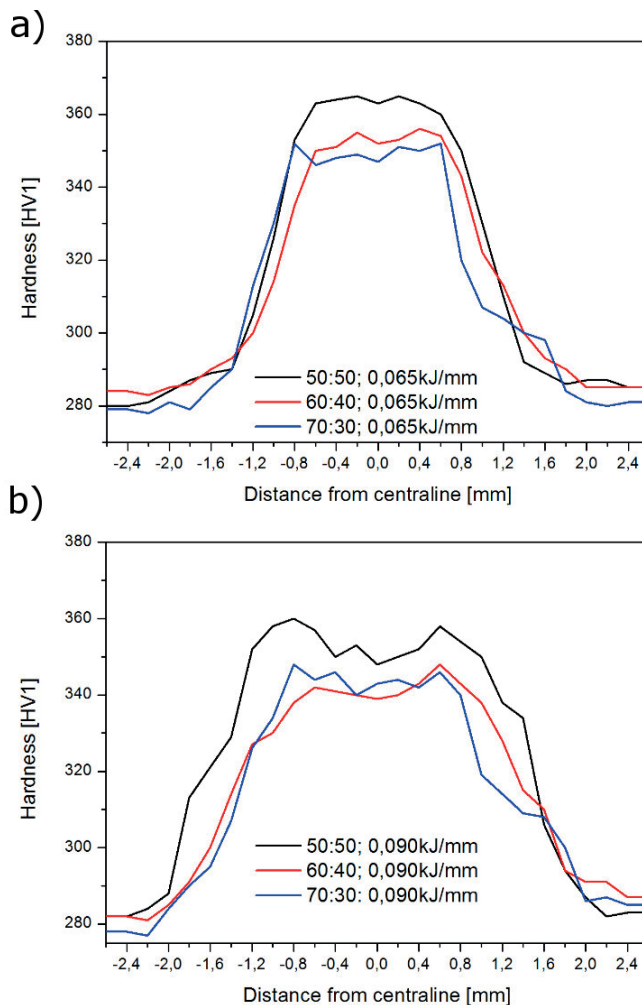 a)
380
360
340
320
300
280
Hardness [HV1]
50:50; 0,065kJ/mm
60:40; 0,065kJ/mm
70:30; 0,065kJ/mm
-2,4 -2,0 -1,6 -1,2 -0,8 -0,4 0,0 0,4 0,8 1,2 1,6 2,0 2,4
Distance from centraline [mm]
b)
380
360
340
320
300
280
Hardness [HV1]
50:50; 0,090kJ/mm
60:40; 0,090kJ/mm
70:30: 0,090kJ/mm
-2,4 -2,0 -1,6 -1,2 -0,8 -0,4 0,0 0,4 0,8 1,2 1,6 2,0 2,4
Distance from centraline [mm]